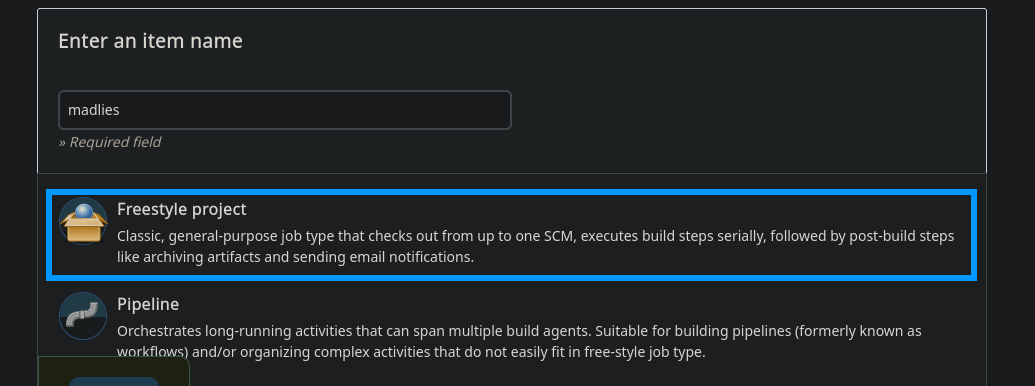 Enter an item name
madlies
» Required field
Freestyle project
Classic, general-purpose job type that checks out from up to one SCM, executes build steps serially, followed by post-build steps
like archiving artifacts and sending email notifications.
Pipeline
Orchestrates long-running activities that can span multiple build agents. Suitable for building pipelines (formerly known as
workflows) and/or organizing complex activities that do not easily fit in free-style job type.